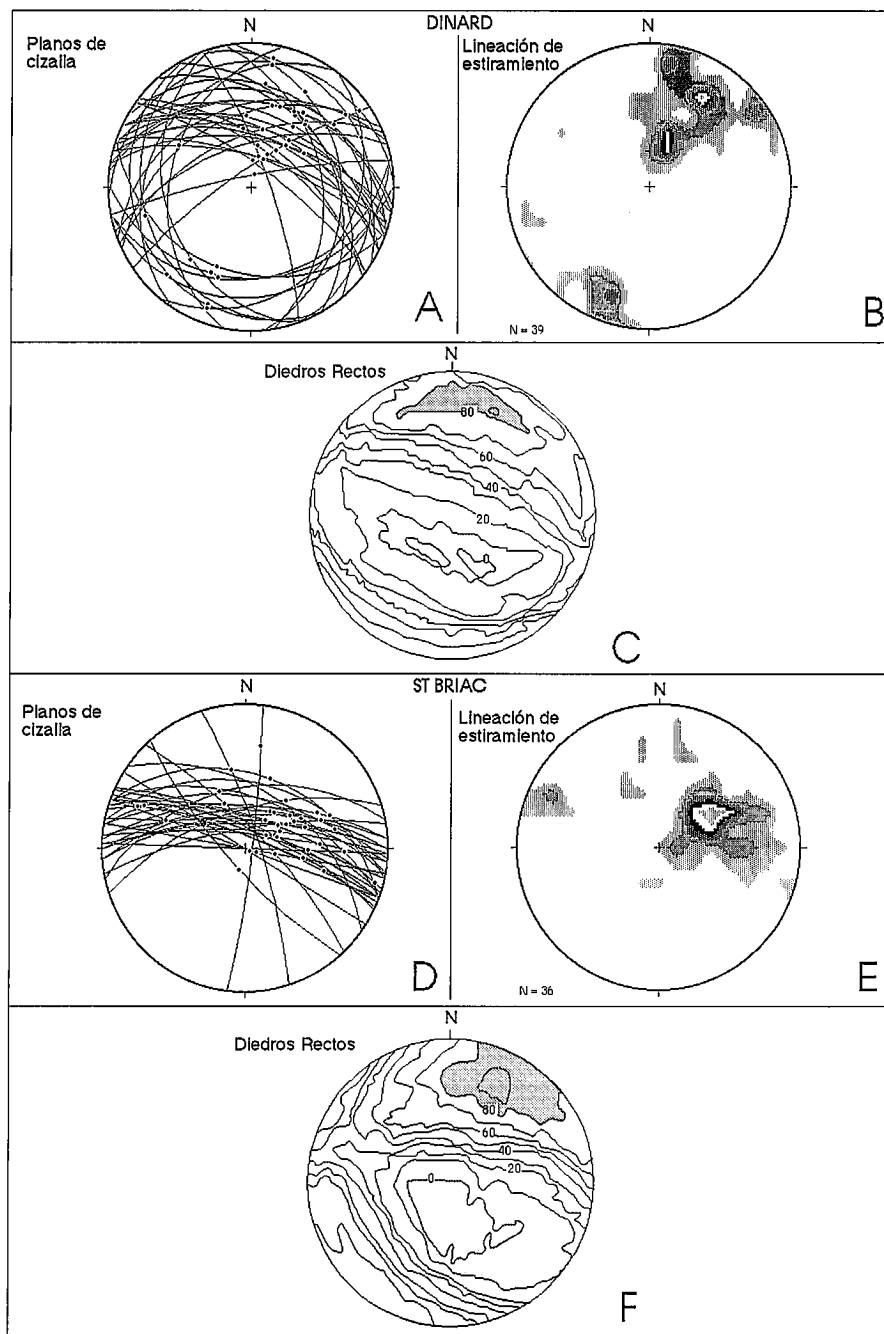 DINARD
Planos de
cizalla
N
A
Lineación de
estiramiento
N
N = 39
B
Diedros Rectos
N
80
60
40
20
0
C
ST BRIAC
Planos de
cizalla
N
D
Lineación de
estiramiento
N
N = 36
E
Diedros Rectos
N
80
60
40
20
0
F